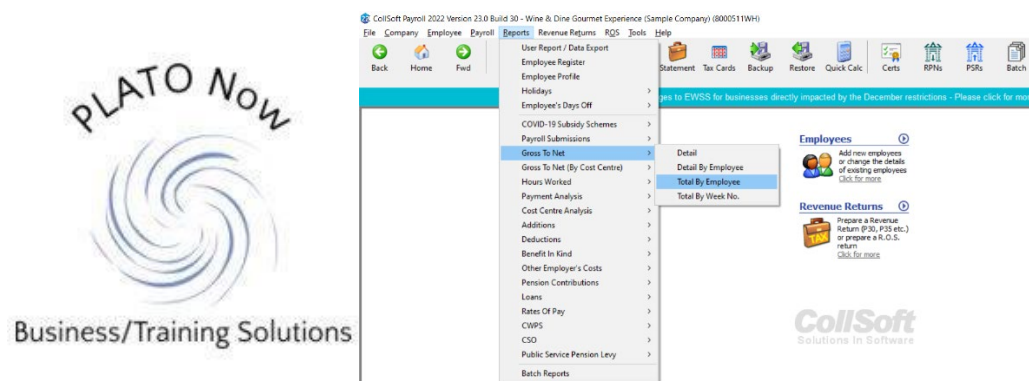 PLATO Now
Business/Training Solutions
CollSoft Payroll 2022 Version 23.0 Build 30 - Wine & Dine Gourmet Experience (Sample Company) (8000511WH)
File Company Employee Payroll Reports Revenue Returns RQS Tools Help
Back Home Fwd Statement Tax Cards Backup Restore Quick Calc Certs RPNs PSRs Batch
ges to EWSS for businesses directly impacted by the December restrictions - Please click for mor
User Report / Data Export
Employee Register
Employee Profile
Holidays
Employee's Days Off
COVID-19 Subsidy Schemes
Payroll Submissions
Gross To Net
Gross To Net (By Cost Centre)
Hours Worked
Payment Analysis
Cost Centre Analysis
Additions
Deductions
Benefit In Kind
Other Employer's Costs
Pension Contributions
Loans
Rates Of Pay
CWPS
CSO
Public Service Pension Levy
Batch Reports
Detail
Detail By Employee
Total By Employee
Total By Week No.
Employees
Add new employees
or change the details
of existing employees
Click for more
Revenue Returns
TAX
Prepare a Revenue
Return (P30, P35 etc.)
or prepare a R.O.S.
return
Click for more
CollSoft
Solutions In Software